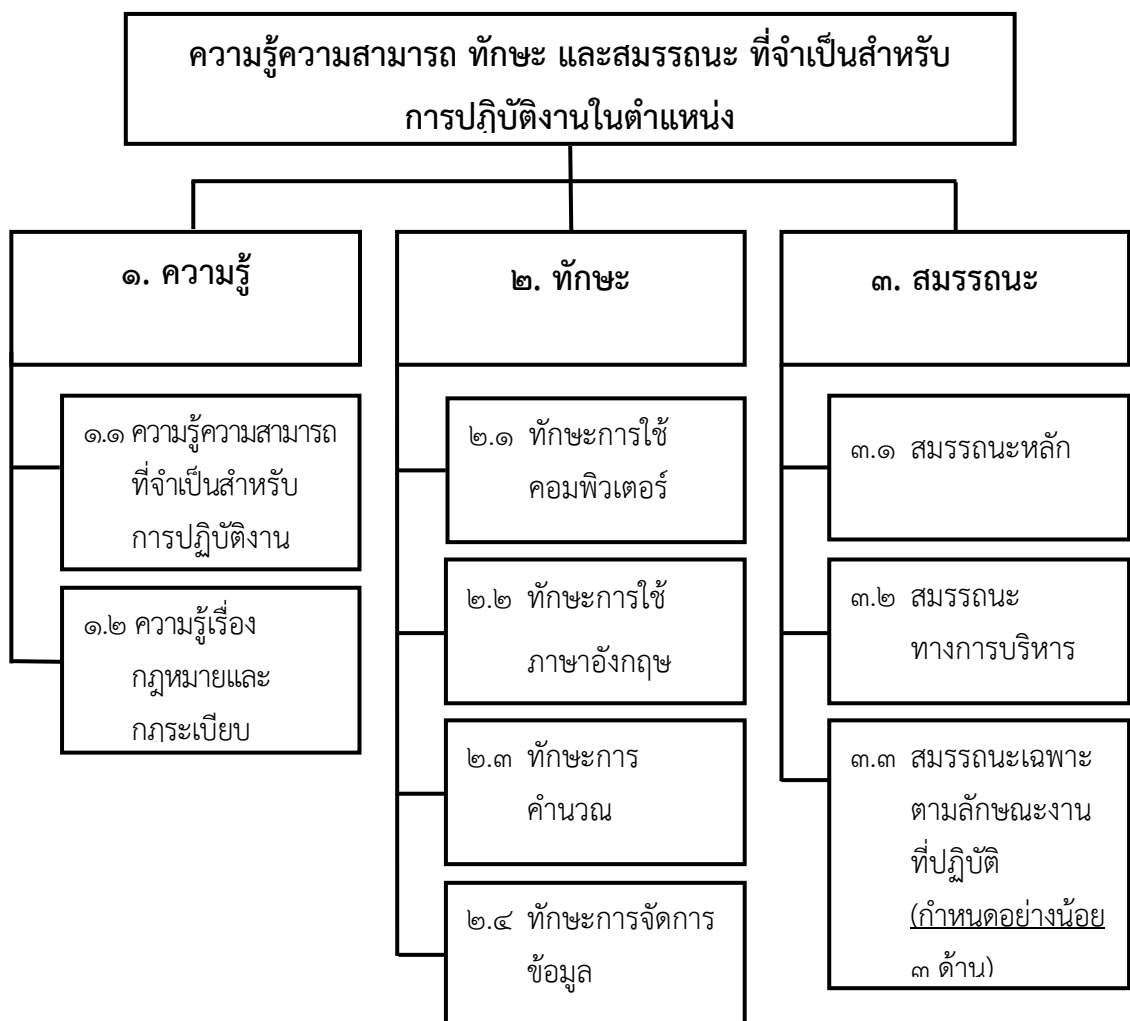 ความรู้ความสามารถ ทักษะ และสมรรถนะ ที่จำเป็นสำหรับ
การปฏิบัติงานในตำแหน่ง
๑. ความรู้
๑.๑ ความรู้ความสามารถ
ที่จำเป็นสำหรับ
การปฏิบัติงาน
๑.๒ ความรู้เรื่อง
กฎหมายและ
กฎระเบียบ
๒. ทักษะ
๒.๑ ทักษะการใช้
คอมพิวเตอร์
๒.๒ ทักษะการใช้
ภาษาอังกฤษ
๒.๓ ทักษะการ
คำนวณ
๒.๔ ทักษะการจัดการ
ข้อมูล
๓. สมรรถนะ
๓.๑ สมรรถนะหลัก
๓.๒ สมรรถนะ
ทางการบริหาร
๓.๓ สมรรถนะเฉพาะ
ตามลักษณะงาน
ที่ปฏิบัติ
(กำหนดอย่างน้อย
๓ ด้าน)